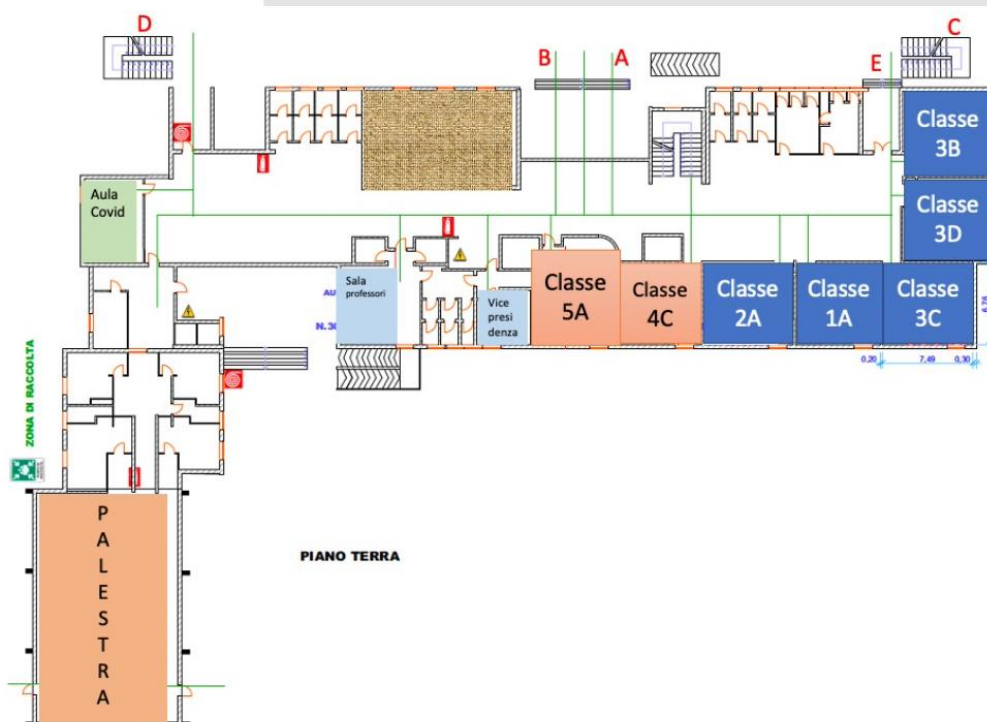 D
B
A
C
E
Classe
3B
Aula
Covid
Classe
3D
Sala
professori
AU
N.30
Vice
presi
denza
Classe
5A
Classe
4C
Classe
2A
Classe
1A
Classe
3C
0,20
7,49
0,30
ZONA DI RACCOLTA
P
A
L
E
S
T
R
A
PIANO TERRA